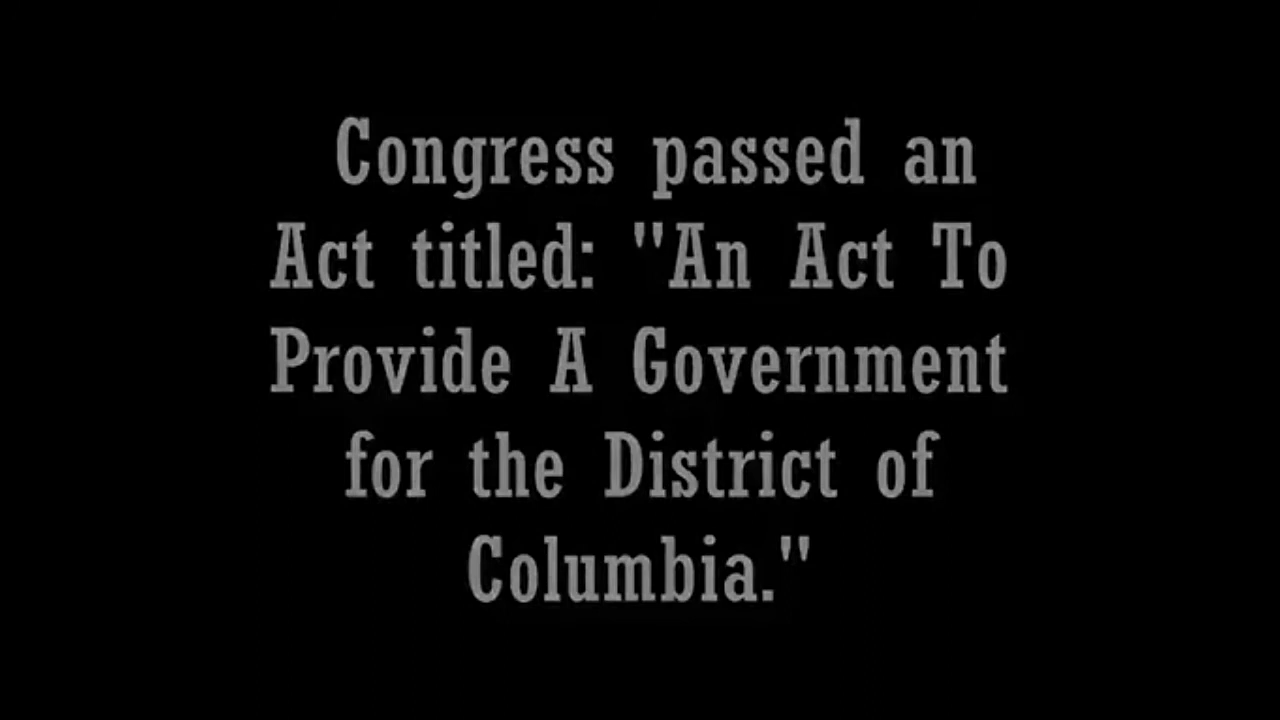 Congress passed an
Act titled: "An Act To
Provide A Government
for the District of
Columbia."